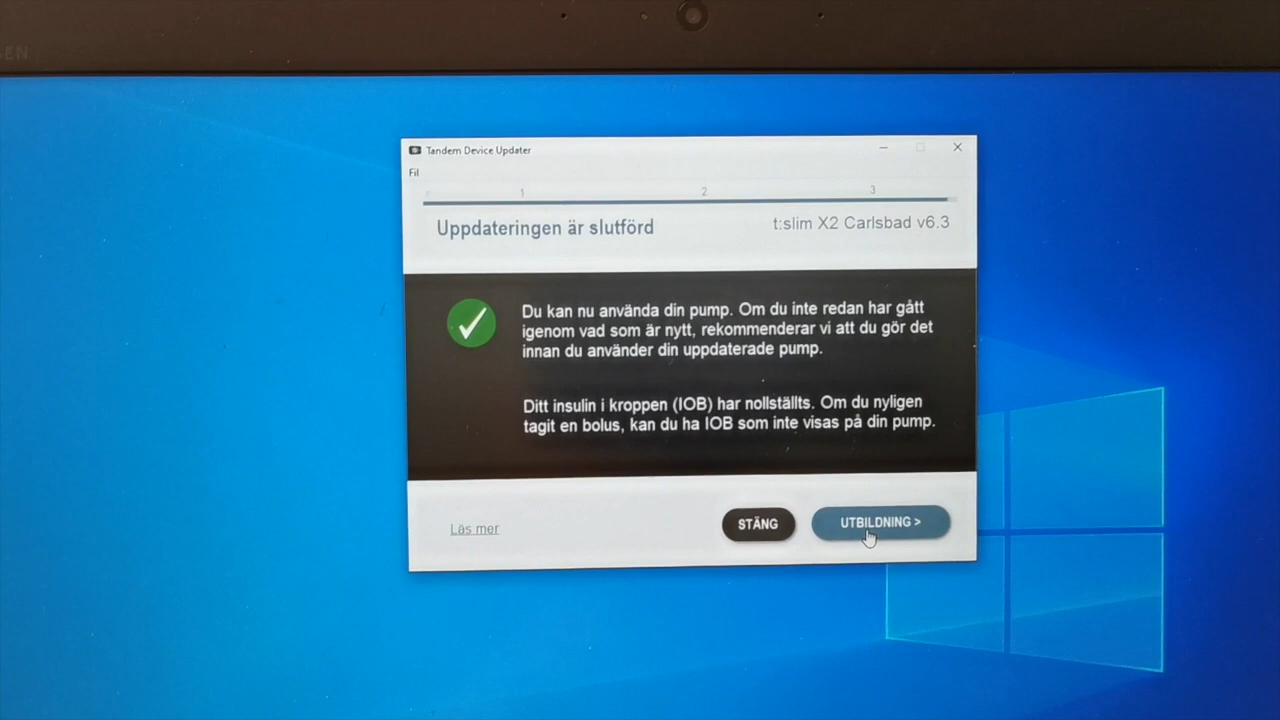 Tandem Device Updater
Fil
1 2 3
Uppdateringen är slutförd
t:slim X2 Carlsbad v6.3
Du kan nu använda din pump. Om du inte redan har gått
igenom vad som är nytt, rekommenderar vi att du gör det
innan du använder din uppdaterade pump.
Ditt insulin i kroppen (IOB) har nollställts. Om du nyligen
tagit en bolus, kan du ha IOB som inte visas på din pump.
Läs mer
STÄNG
UTBILDNING >